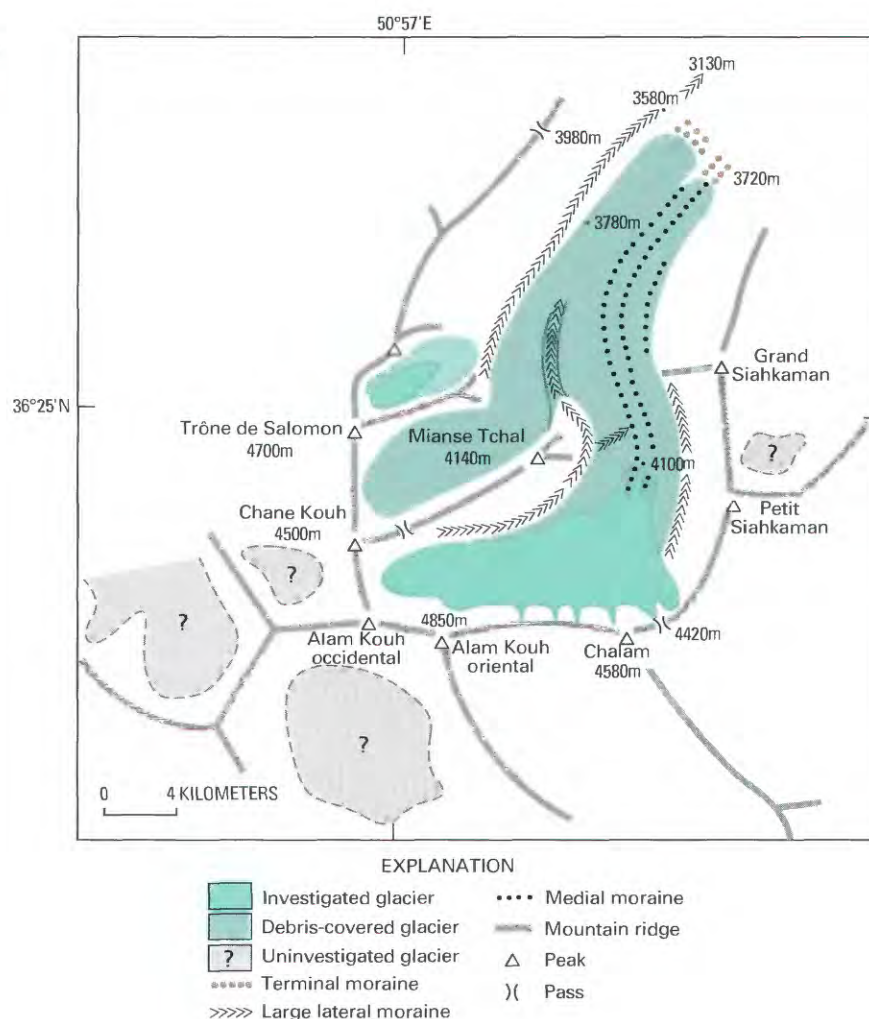 50°57'E
3130m
3580m
3980m
3720m
3780m
Grand
Siahkaman
36°25'N
Trône de Salomon
4700m
Mianse Tchal
4140m
4100m
?
Chane Kouh
4500m
Petit
Siahkaman
?
?
4850m
Alam Kouh
occidental
Alam Kouh
oriental
Chalam
4580m
4420m
?
0 4 KILOMETERS
EXPLANATION
Investigated glacier
Debris-covered glacier
? Uninvestigated glacier
Terminal moraine
Large lateral moraine
Medial moraine
Mountain ridge
Peak
Pass